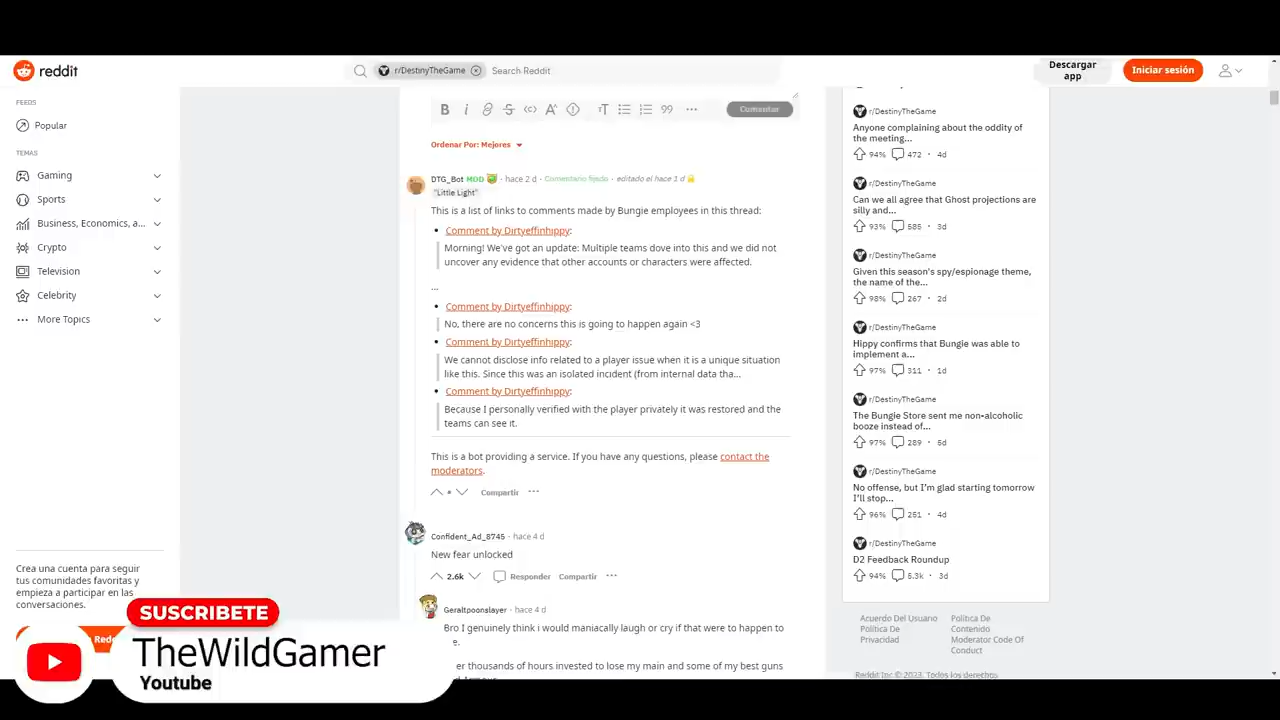 reddit
r/DestinyTheGame
Search Reddit
Descargar
app
Iniciar sesión
FEEDS
Popular
TEMAS
Gaming
Sports
Business, Economics, a...
Crypto
Television
Celebrity
More Topics
Crea una cuenta para seguir
tus comunidades favoritas y
empieza a participar en las
conversaciones.
B i
Comentar
Ordenar Por: Mejores
DTG_Bot MOD · hace 2 d · Comentario fijado · editado el hace 1 d
"Little Light"
This is a list of links to comments made by Bungie employees in this thread:
• Comment by Dirtyeffinhippy:
Morning! We've got an update: Multiple teams dove into this and we did not
uncover any evidence that other accounts or characters were affected.
...
• Comment by Dirtyeffinhippy:
No, there are no concerns this is going to happen again <3
• Comment by Dirtyeffinhippy:
We cannot disclose info related to a player issue when it is a unique situation
like this. Since this was an isolated incident (from internal data tha...
• Comment by Dirtyeffinhippy:
Because I personally verified with the player privately it was restored and the
teams can see it.
This is a bot providing a service. If you have any questions, please contact the
moderators.
Compartir ...
Confident_Ad_8745 · hace 4 d
New fear unlocked
2.6k Responder Compartir ...
Geraltpoonslayer · hace 4 d
Bro I genuinely think i would maniacally laugh or cry if that were to happen to
e.
er thousands of hours invested to lose my main and some of my best guns
r/DestinyTheGame
Anyone complaining about the oddity of
the meeting...
94% 472 · 4d
r/DestinyTheGame
Can we all agree that Ghost projections are
silly and...
93% 585 · 3d
r/DestinyTheGame
Given this season's spy/espionage theme,
the name of the...
98% 267 · 2d
r/DestinyTheGame
Hippy confirms that Bungie was able to
implement a...
97% 311 · 1d
r/DestinyTheGame
The Bungie Store sent me non-alcoholic
booze instead of...
97% 289 · 5d
r/DestinyTheGame
No offense, but I'm glad starting tomorrow
I'll stop...
96% 251 · 4d
r/DestinyTheGame
D2 Feedback Roundup
94% 5.3k · 3d
Acuerdo Del Usuario
Política De
Privacidad
Política De
Contenido
Moderator Code Of
Conduct
Reddit Inc © 2023. Todos los derechos
SUSCRIBETE
TheWildGamer
Youtube